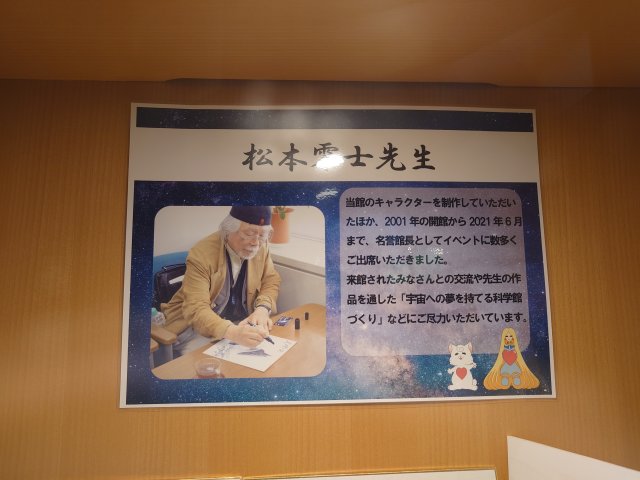 松本零士先生
当館のキャラクターを制作していただい
たほか、2001年の開館から2021年6月
まで、名誉館長としてイベントに数多く
ご出席いただきました。
来館されたみなさんとの交流や先生の作
品を通した「宇宙への夢を持てる科学館
づくり」などにご尽力いただいています。